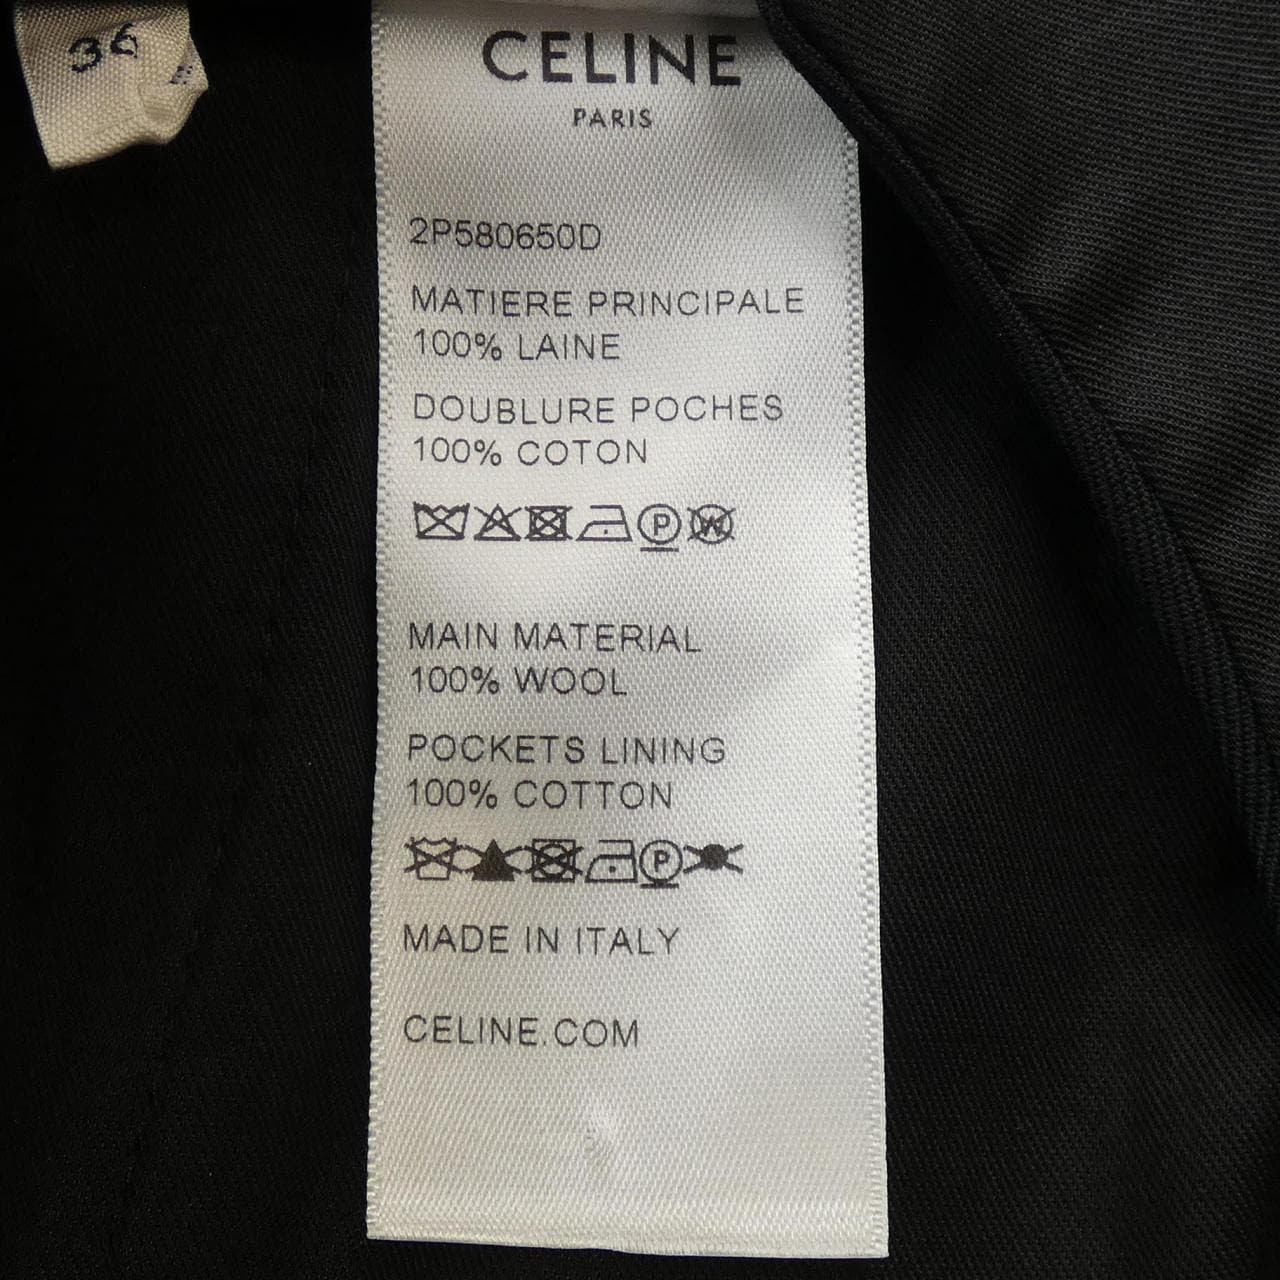 36
CELINE
PARIS
2P580650D
MATIERE PRINCIPALE
100% LAINE
DOUBLURE POCHES
100% COTON
P W
MAIN MATERIAL
100% WOOL
POCKETS LINING
100% COTTON
P
MADE IN ITALY
CELINE.COM